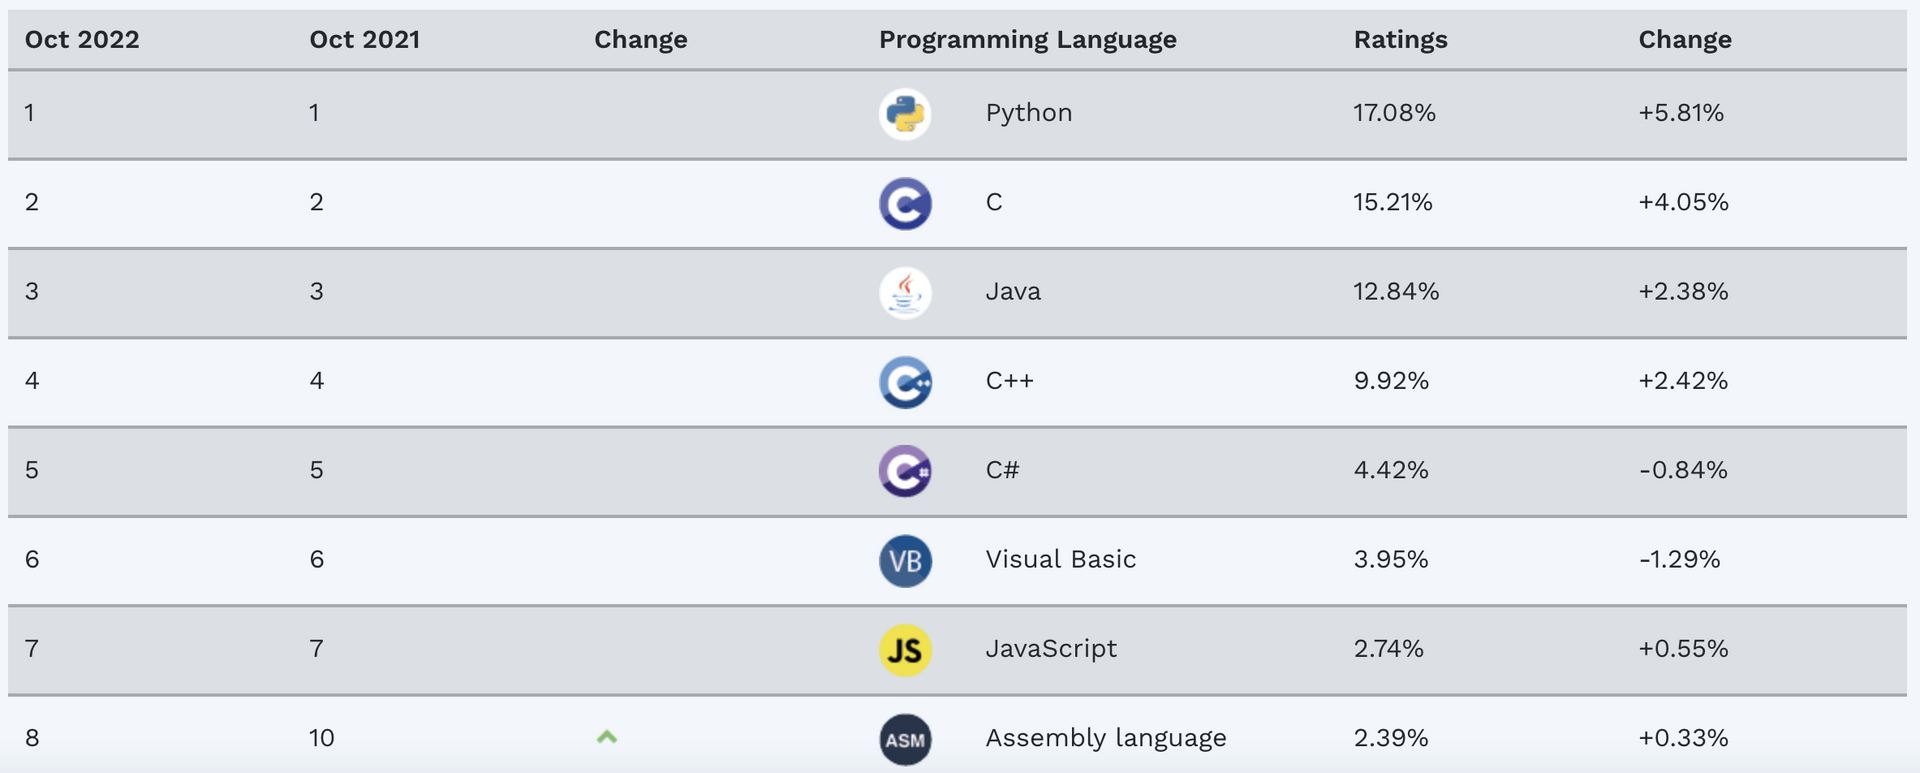 Oct 2022 Oct 2021 Change Programming Language Ratings Change
1 1 Python 17.08% +5.81%
2 2 C 15.21% +4.05%
3 3 Java 12.84% +2.38%
4 4 C++ C++ 9.92% +2.42%
5 5 C# C# 4.42% -0.84%
6 6 VB Visual Basic 3.95% -1.29%
7 7 JS JavaScript 2.74% +0.55%
8 10 ASM Assembly language 2.39% +0.33%